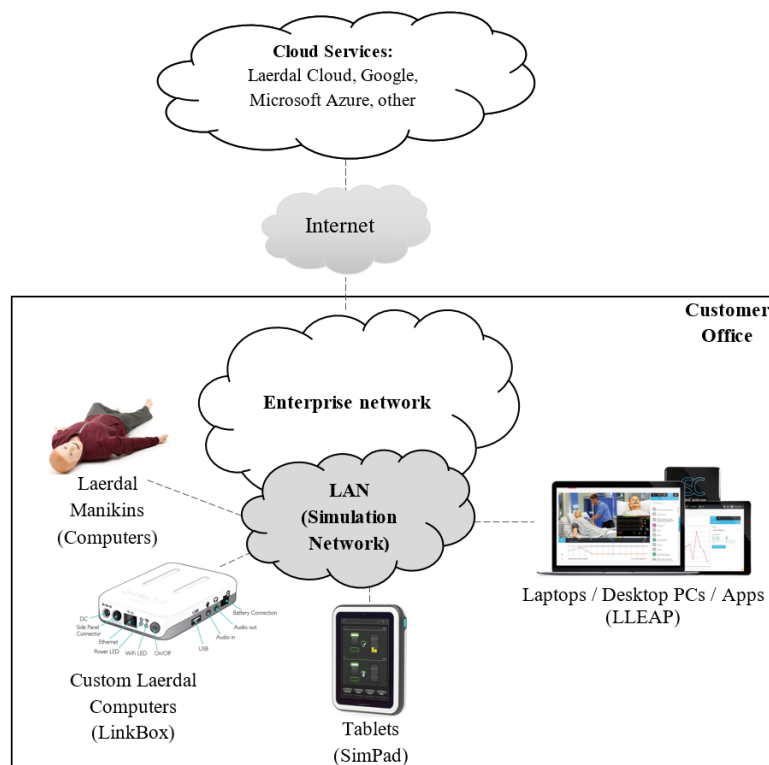 Cloud Services:
Laerdal Cloud, Google,
Microsoft Azure, other
Internet
Customer
Office
Enterprise network
LAN
(Simulation
Network)
Laerdal
Manikins
(Computers)
SC
Laptops / Desktop PCs / Apps
(LLEAP)
DC
Side Panel
Connector
Ethernet
Power LED
Wifi LED
On/Off
USB
Audio in
Audio out
Battery Connection
Custom Laerdal
Computers
(LinkBox)
Tablets
(SimPad)